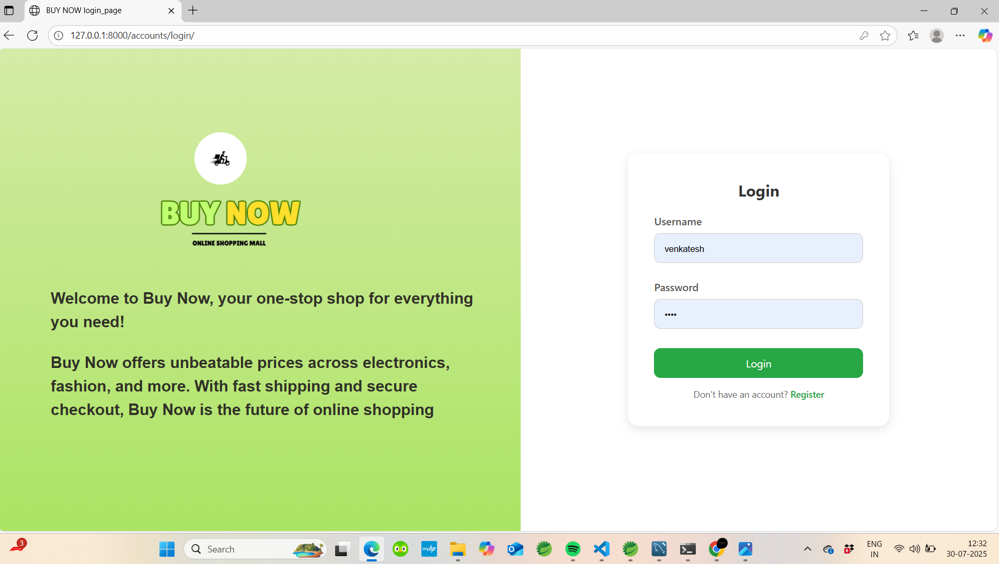 BUY NOW login_page
127.0.0.1:8000/accounts/login/
BUY NOW
ONLINE SHOPPING MALL
Welcome to Buy Now, your one-stop shop for everything
you need!
Buy Now offers unbeatable prices across electronics,
fashion, and more. With fast shipping and secure
checkout, Buy Now is the future of online shopping
Login
Username
venkatesh
Password
••••
Login
Don't have an account? Register
3
Search
myhp
8
ENG
IN
12:32
30-07-2025